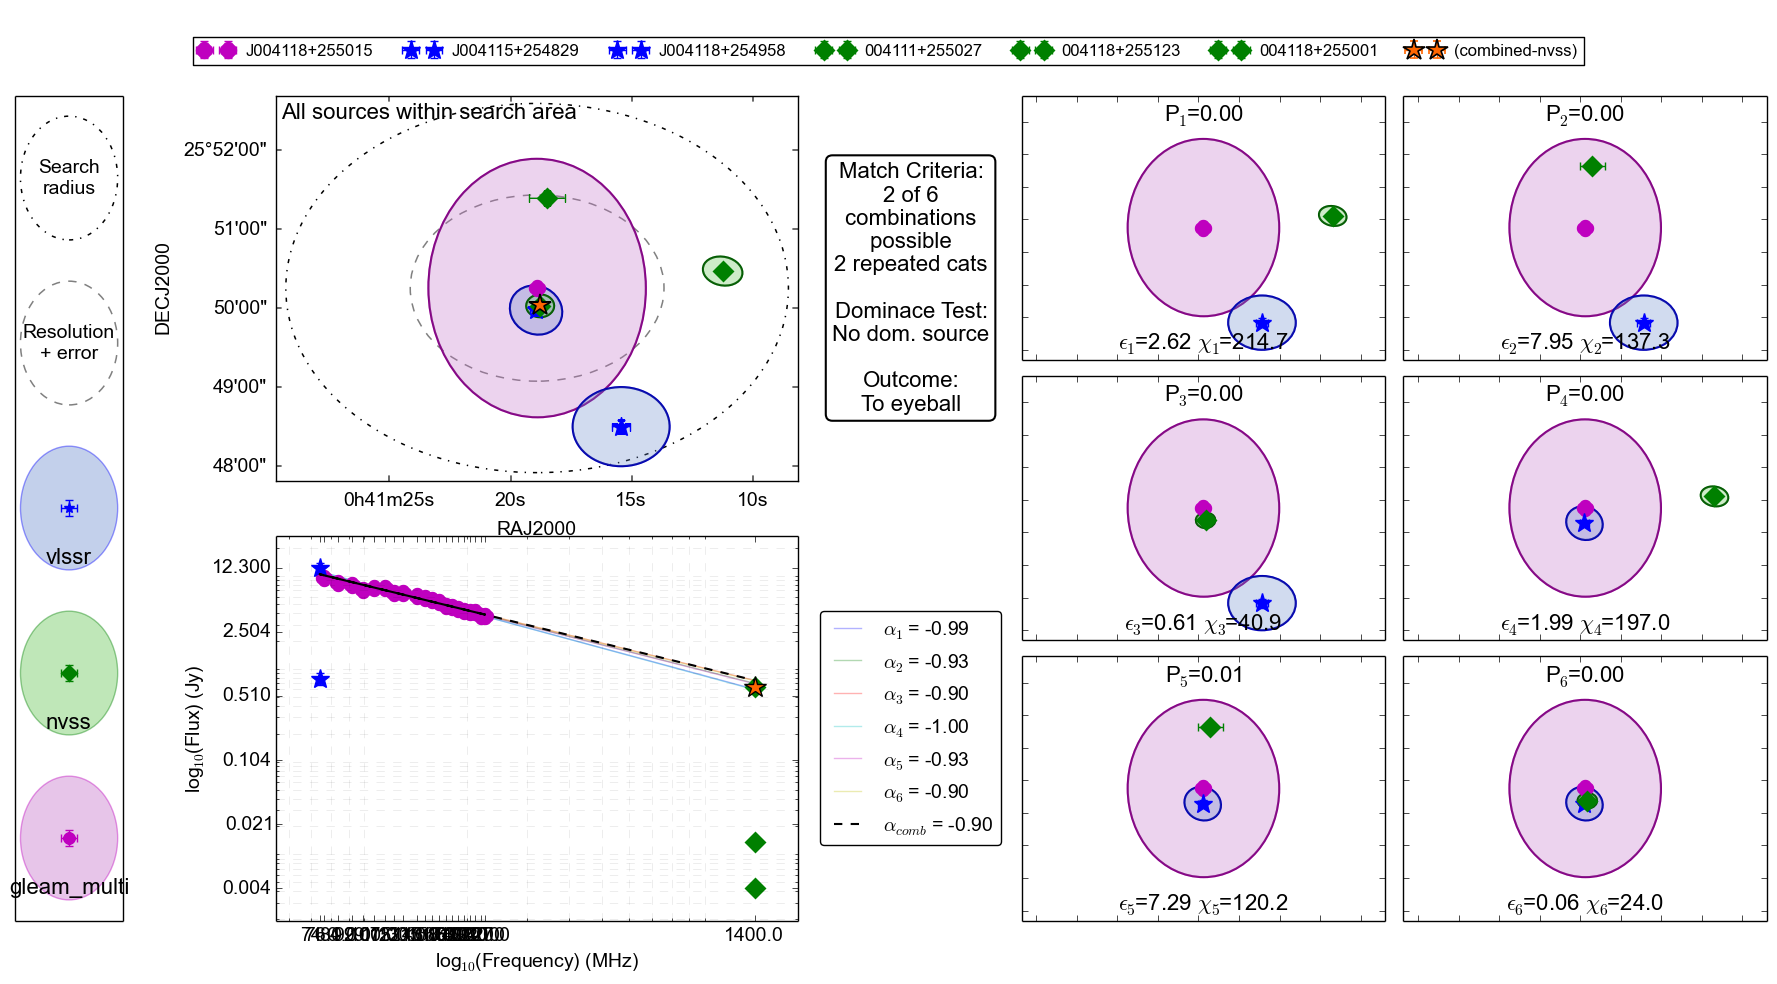 J004118+255015 J004115+254829 J004118+254958 004111+255027 004118+255123 004118+255001 (combined-nvss)
Search
radius
Resolution
+ error
vlssr
nvss
gleam_multi
All sources within search area
DECJ2000
25°52'00"
51'00"
50'00"
49'00"
48'00"
0h41m25s 20s 15s 10s
RAJ2000
log10(Flux) (Jy)
12.300
2.504
0.510
0.104
0.021
0.004
1400.0
log10(Frequency) (MHz)
Match Criteria:
2 of 6
combinations
possible
2 repeated cats
Dominace Test:
No dom. source
Outcome:
To eyeball
α1 = -0.99
α2 = -0.93
α3 = -0.90
α4 = -1.00
α5 = -0.93
α6 = -0.90
αcomb = -0.90
P1=0.00
ϵ1=2.62 χ1=214.7
P2=0.00
ϵ2=7.95 χ2=137.3
P3=0.00
ϵ3=0.61 χ3=40.9
P4=0.00
ϵ4=1.99 χ4=197.0
P5=0.01
ϵ5=7.29 χ5=120.2
P6=0.00
ϵ6=0.06 χ6=24.0